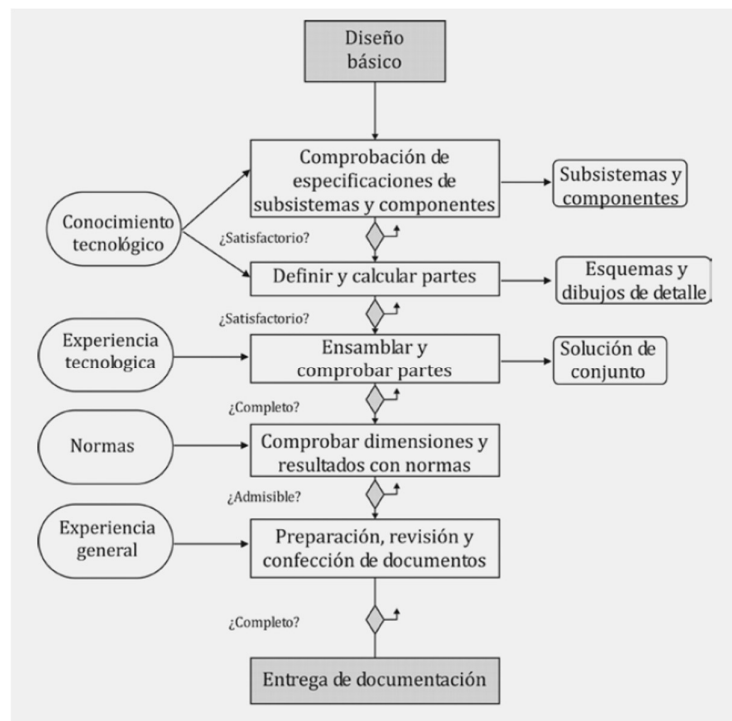 Diseño
básico
Comprobación de
especificaciones de
subsistemas y componentes
Subsistemas y
componentes
Conocimiento
tecnológico
¿Satisfactorio?
Definir y calcular partes
Esquemas y
dibujos de detalle
¿Satisfactorio?
Experiencia
tecnologica
Ensamblar y
comprobar partes
Solución de
conjunto
¿Completo?
Normas
Comprobar dimensiones y
resultados con normas
¿Admisible?
Experiencia
general
Preparación, revisión y
confección de documentos
¿Completo?
Entrega de documentación